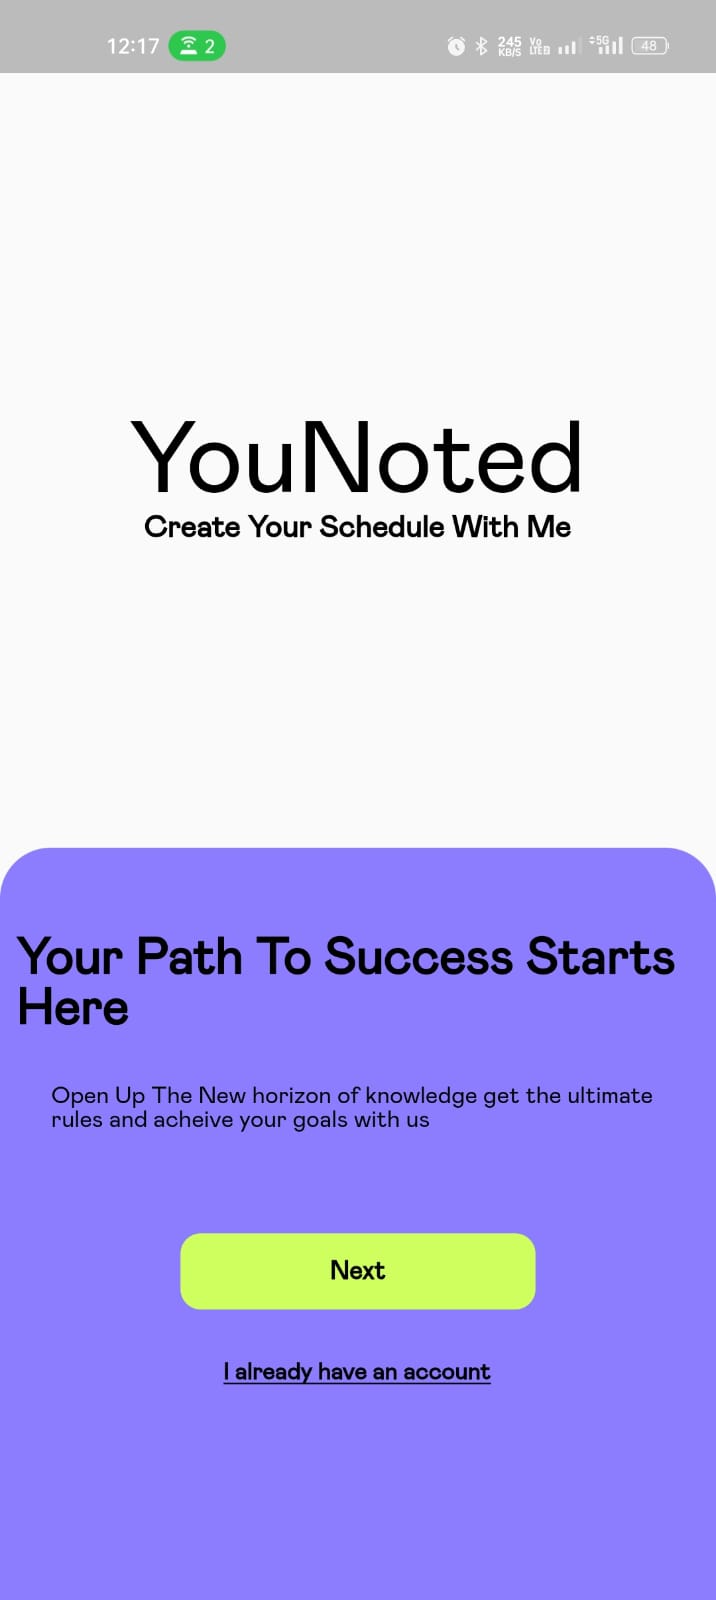 12:17 2 245 KB/S Vo LTE2 5G 48
YouNoted
Create Your Schedule With Me
Your Path To Success Starts
Here
Open Up The New horizon of knowledge get the ultimate
rules and acheive your goals with us
Next
I already have an account